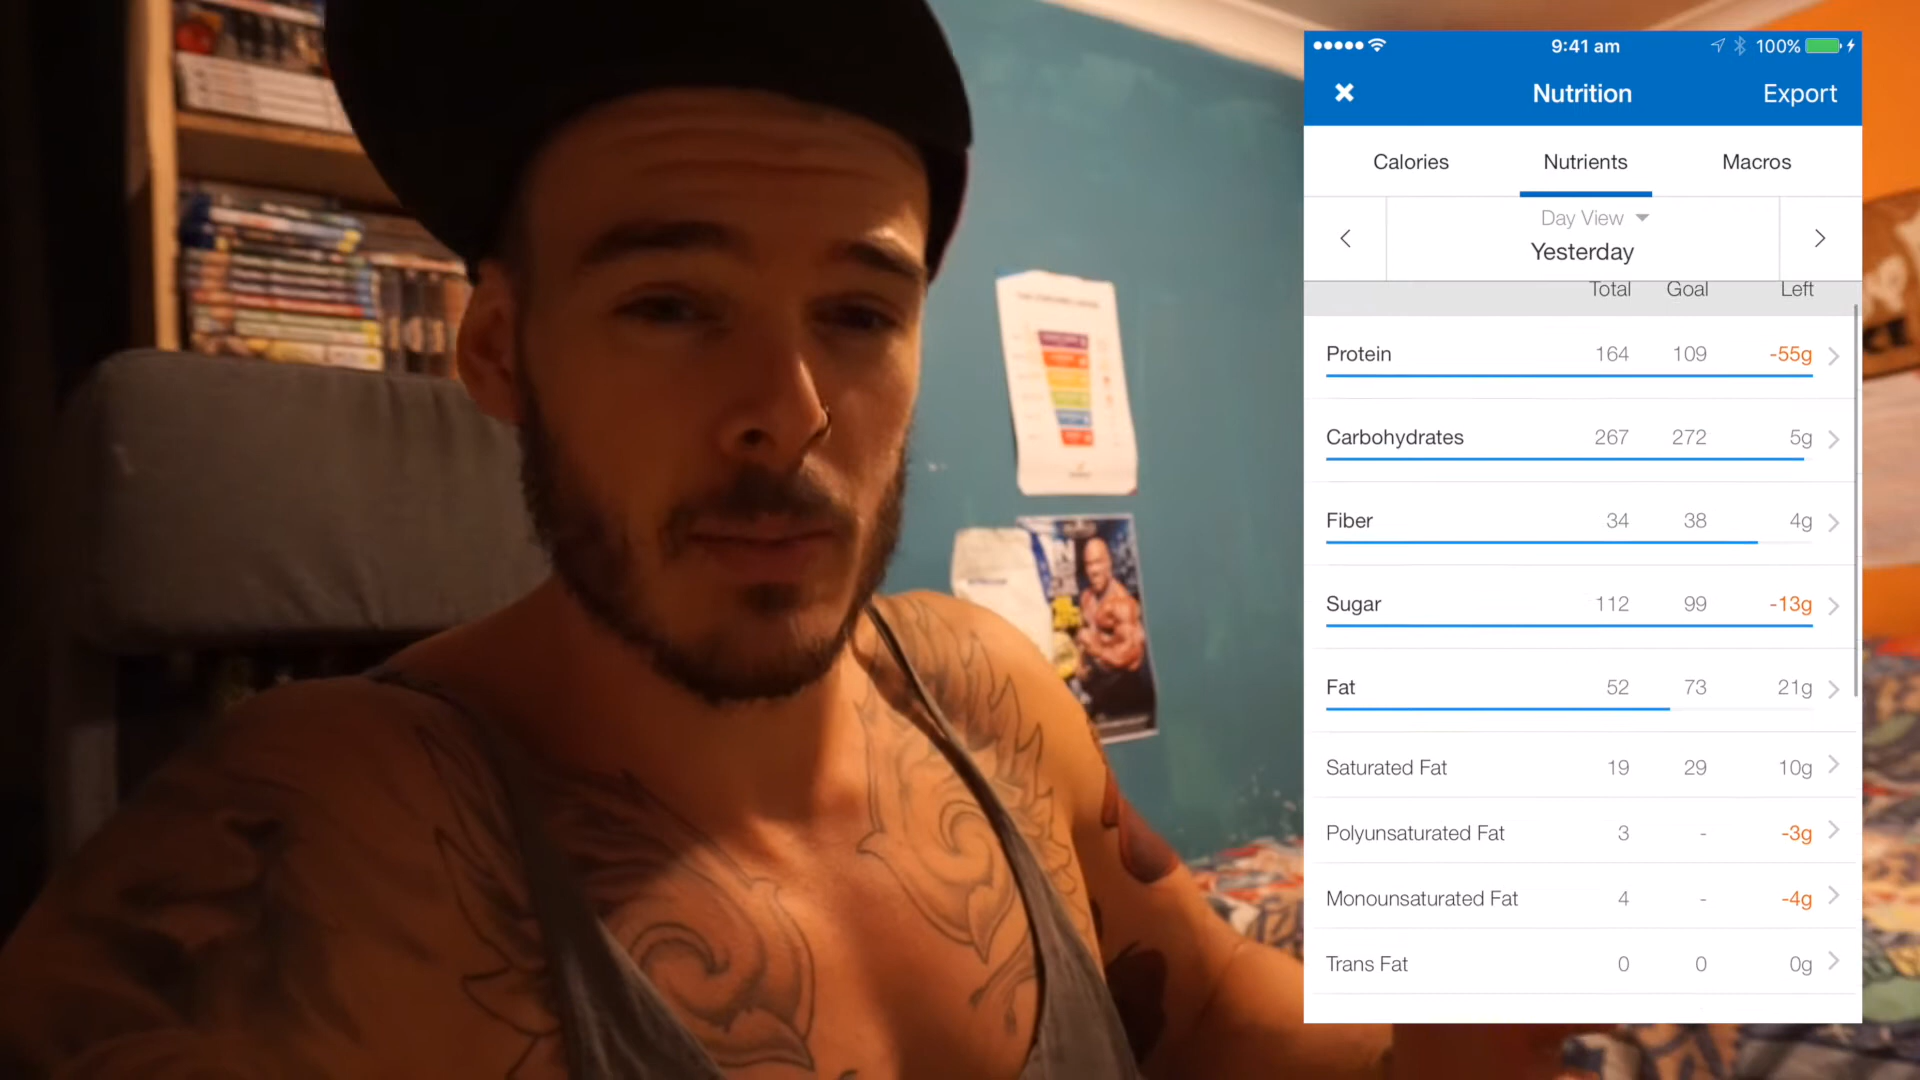 9:41 am
100%
Nutrition
Export
Calories
Nutrients
Macros
Day View
Yesterday
Total Goal Left
Protein 164 109 -55g
Carbohydrates 267 272 5g
Fiber 34 38 4g
Sugar 112 99 -13g
Fat 52 73 21g
Saturated Fat 19 29 10g
Polyunsaturated Fat 3 - -3g
Monounsaturated Fat 4 - -4g
Trans Fat 0 0 0g